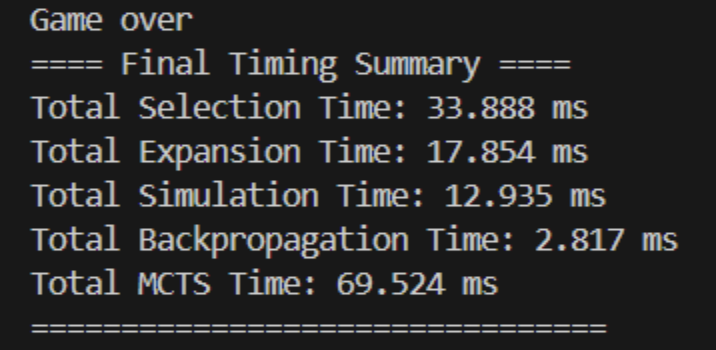 Game over
==== Final Timing Summary ====
Total Selection Time: 33.888 ms
Total Expansion Time: 17.854 ms
Total Simulation Time: 12.935 ms
Total Backpropagation Time: 2.817 ms
Total MCTS Time: 69.524 ms
================================